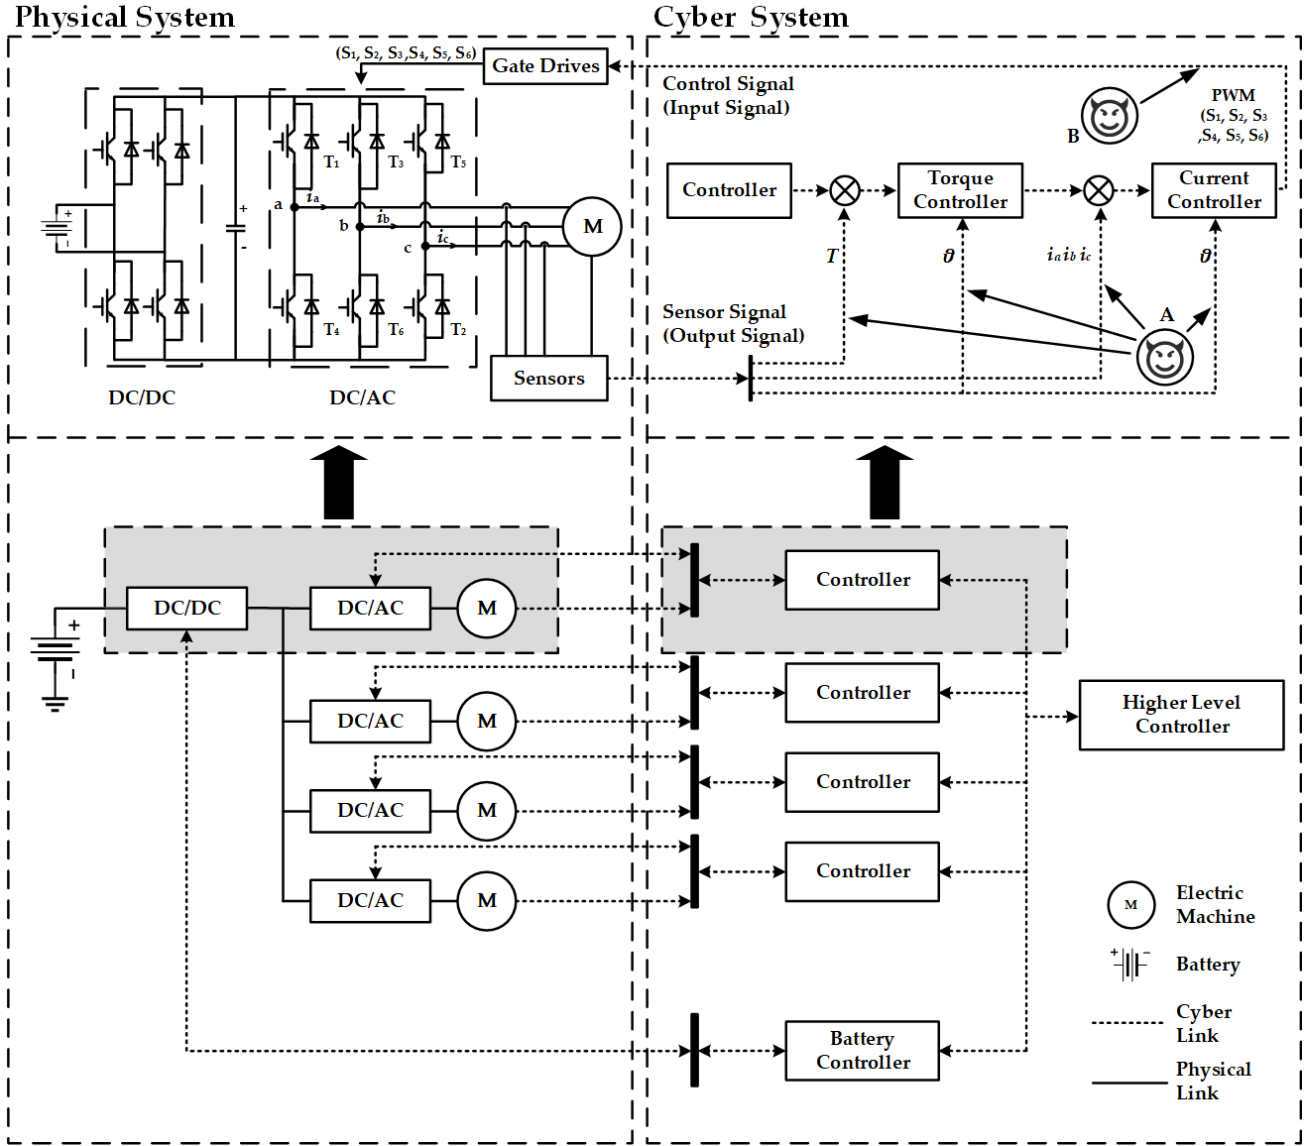 Physical System
Cyber System
(S1, S2, S3 ,S4, S5, S6)
Gate Drives
Control Signal
(Input Signal)
B
PWM
(S1, S2, S3
,S4, S5, S6)
T1
T3
T5
Controller
Torque
Controller
Current
Controller
+
-
+
-
a
ia
b
ib
c
ic
M
T
ϑ
ia ib ic
ϑ
Sensor Signal
(Output Signal)
A
T4
T6
T2
Sensors
DC/DC
DC/AC
DC/DC
DC/AC
M
Controller
+
-
DC/AC
M
Controller
Higher Level
Controller
DC/AC
M
Controller
DC/AC
M
Controller
M
Electric
Machine
+
-
Battery
Cyber
Link
Battery
Controller
Physical
Link